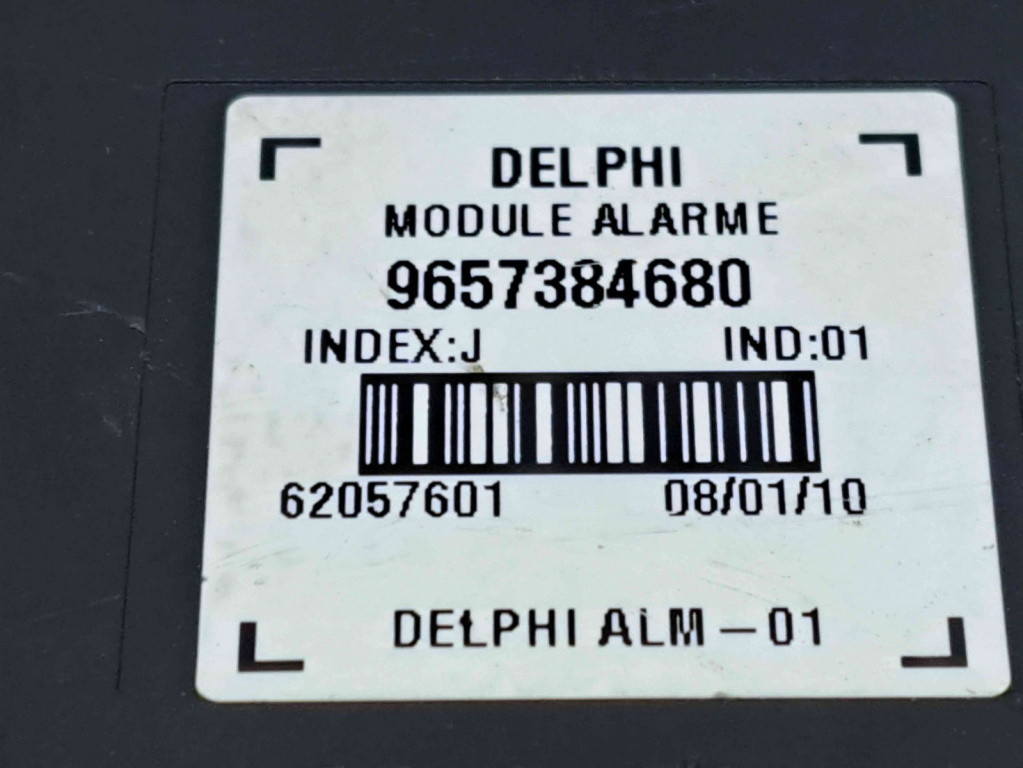 DELPHI
MODULE ALARME
9657384680
INDEX:J IND:01
62057601 08/01/10
DELPHI ALM-01